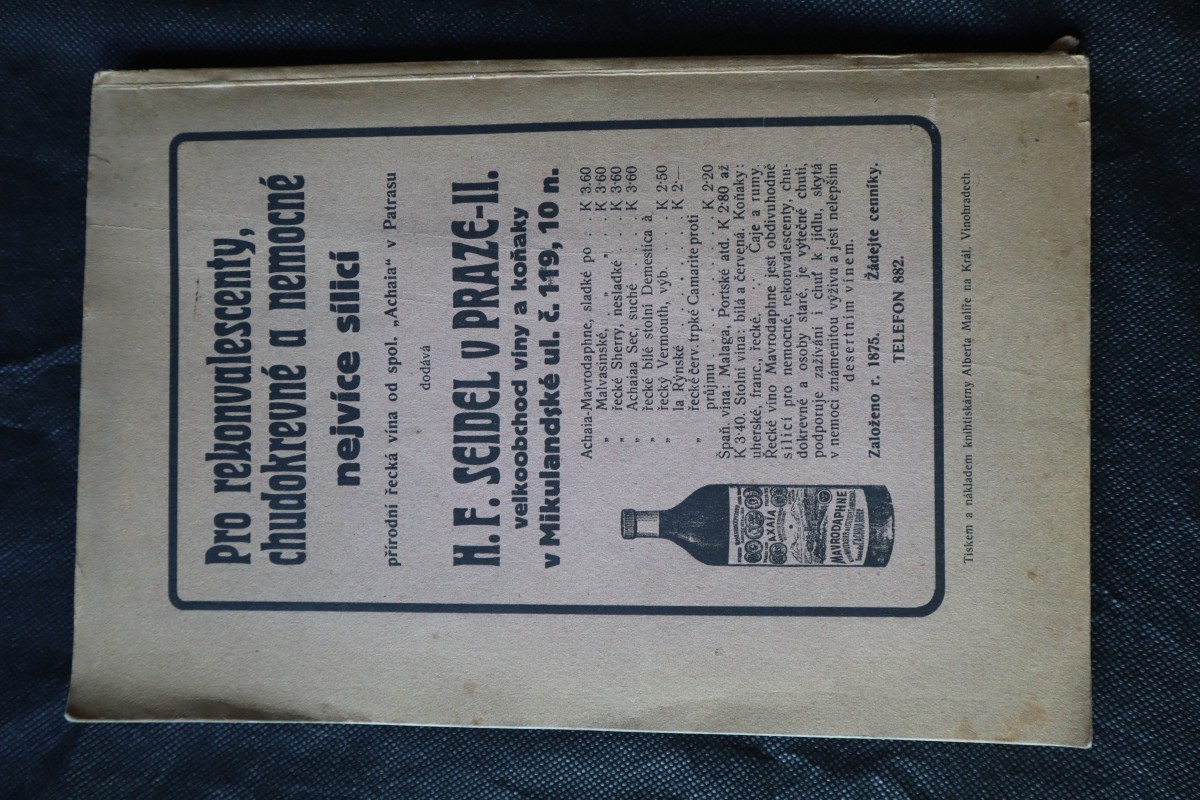 Pro rekonvalescenty,
chudokrevné a nemocné
nejvíce sílící
přírodní řecká vína od spol. „Achaia" v Patrasu
dodává
H. F. SEIDEL v PRAZE-II.
velkoobchod víny a koňaky
v Mikulandské ul. č. 119, 10 n.
Achaia-Mavrodaphne, sladké po . . K 3.60
„ Malvasinské, „ „ . . K 3·60
„ řecké Sherry, nesladké . . . K 3·60
„ Achaiaa Sec, suché . . . . K 3·60
„ řecké bílé stolní Demestica à
„ řecký Vermouth, výb. . . K 2·50
la Rýnské . . . . . . . K 2·—
„ řecké červ. trpké Camarite proti
průjmu . . . . . . . . K 2·20
Špaň. vína: Malaga, Portské atd. K 2·80 až
K 3·40. Stolní vína: bílá a červená. Koňaky:
uherské, franc., řecké. :: Čaje a rumy.
Řecké víno Mavrodaphne jest obdivuhodně
sílící pro nemocné, rekonvalescenty, chu-
dokrevné a osoby staré, je výtečné chuti,
podporuje zažívání i chuť k jídlu, skýtá
v nemoci znamenitou výživu a jest nelepším
desertním vínem.
Založeno r. 1875. Žádejte cenníky.
TELEFON 882.
AXAÏA
MAVRODAPHNE
Tiskem a nákladem knihtiskárny Alberta Malíře na Král. Vinohradech.